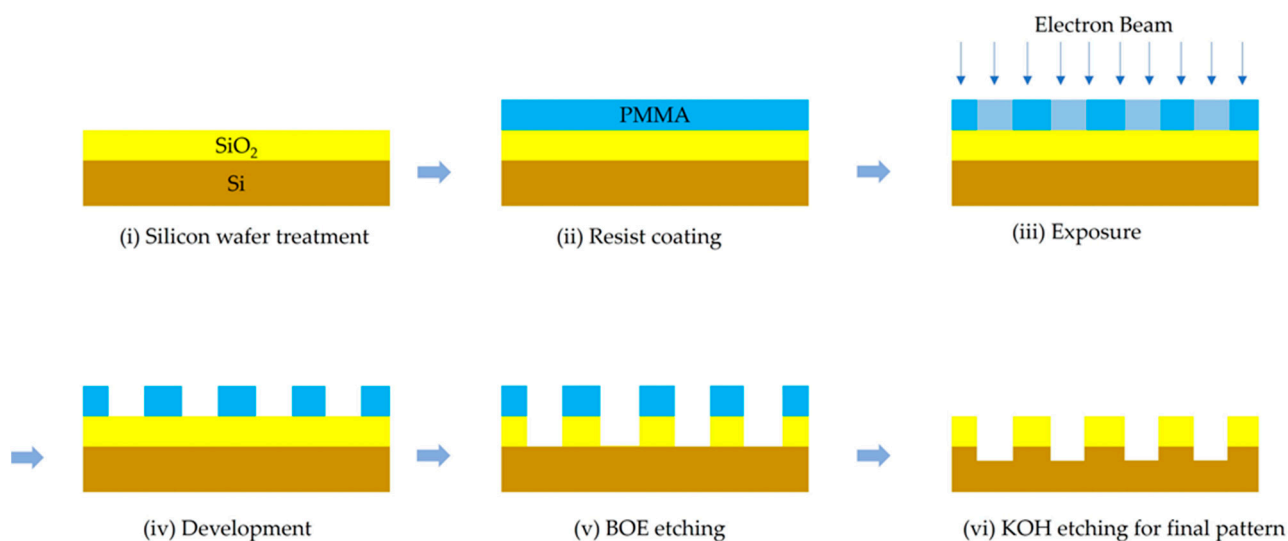 Electron Beam
PMMA
SiO₂
Si
(i) Silicon wafer treatment
(ii) Resist coating
(iii) Exposure
(iv) Development
(v) BOE etching
(vi) KOH etching for final pattern